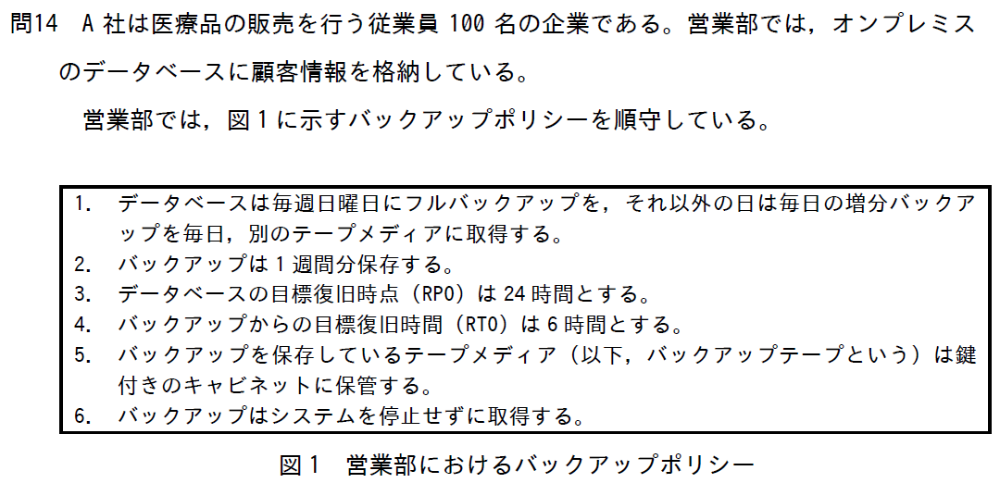 問14　A 社は医療品の販売を行う従業員 100 名の企業である。営業部では，オンプレミス
のデータベースに顧客情報を格納している。
営業部では，図1に示すバックアップポリシーを順守している。
1.　データベースは毎週日曜日にフルバックアップを，それ以外の日は毎日の増分バックア
ップを毎日，別のテープメディアに取得する。
2.　バックアップは1週間分保存する。
3.　データベースの目標復旧時点（RPO）は24時間とする。
4.　バックアップからの目標復旧時間（RTO）は6時間とする。
5.　バックアップを保存しているテープメディア（以下，バックアップテープという）は鍵
付きのキャビネットに保管する。
6.　バックアップはシステムを停止せずに取得する。
図1　営業部におけるバックアップポリシー